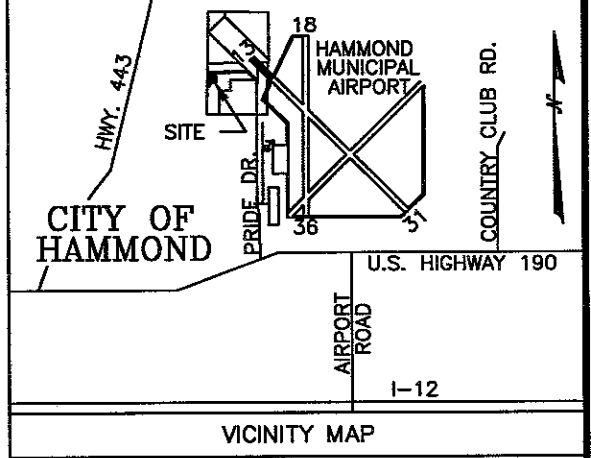 18
HAMMOND
MUNICIPAL
AIRPORT
13
HWY. 443
SITE
COUNTRY CLUB RD.
N
PRIDE DR.
CITY OF
HAMMOND
36
31
U.S. HIGHWAY 190
AIRPORT
ROAD
I-12
VICINITY MAP